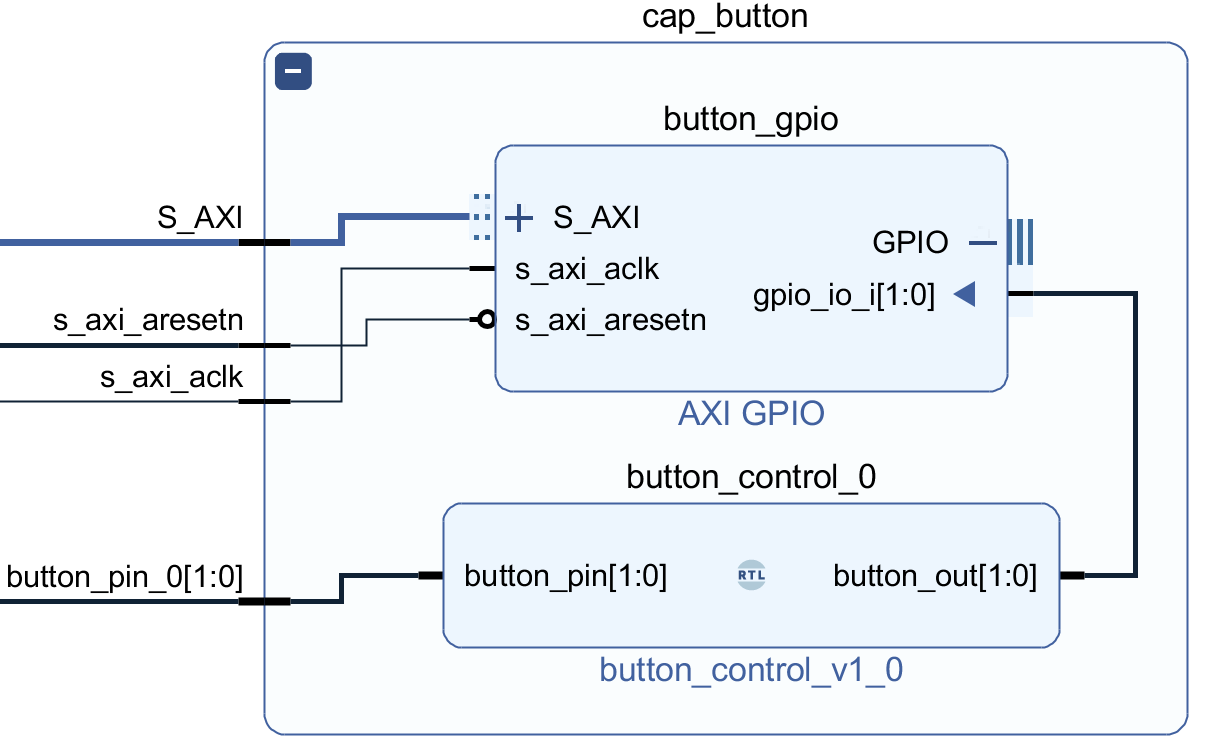 cap_button
button_gpio
S_AXI
S_AXI
GPIO
s_axi_aclk
gpio_io_i[1:0]
s_axi_aresetn
s_axi_aresetn
s_axi_aclk
AXI GPIO
button_control_0
button_pin_0[1:0]
button_pin[1:0]
RTL
button_out[1:0]
button_control_v1_0